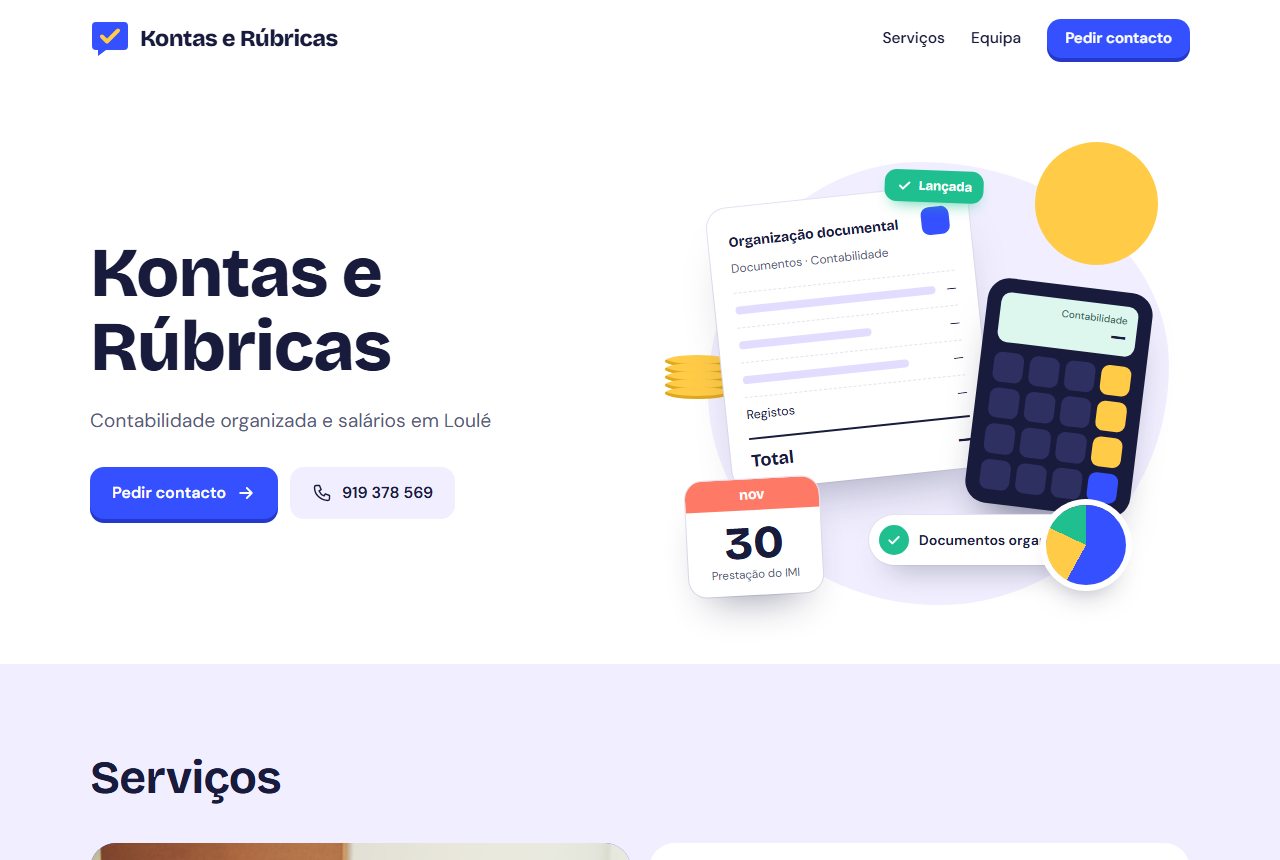 Kontas e Rúbricas
Serviços
Equipa
Pedir contacto
Kontas e
Rúbricas
Contabilidade organizada e salários em Loulé
Pedir contacto
919 378 569
Lançada
Organização documental
Documentos · Contabilidade
Registos
Total
Contabilidade
nov
30
Prestação do IMI
Documentos
Serviços